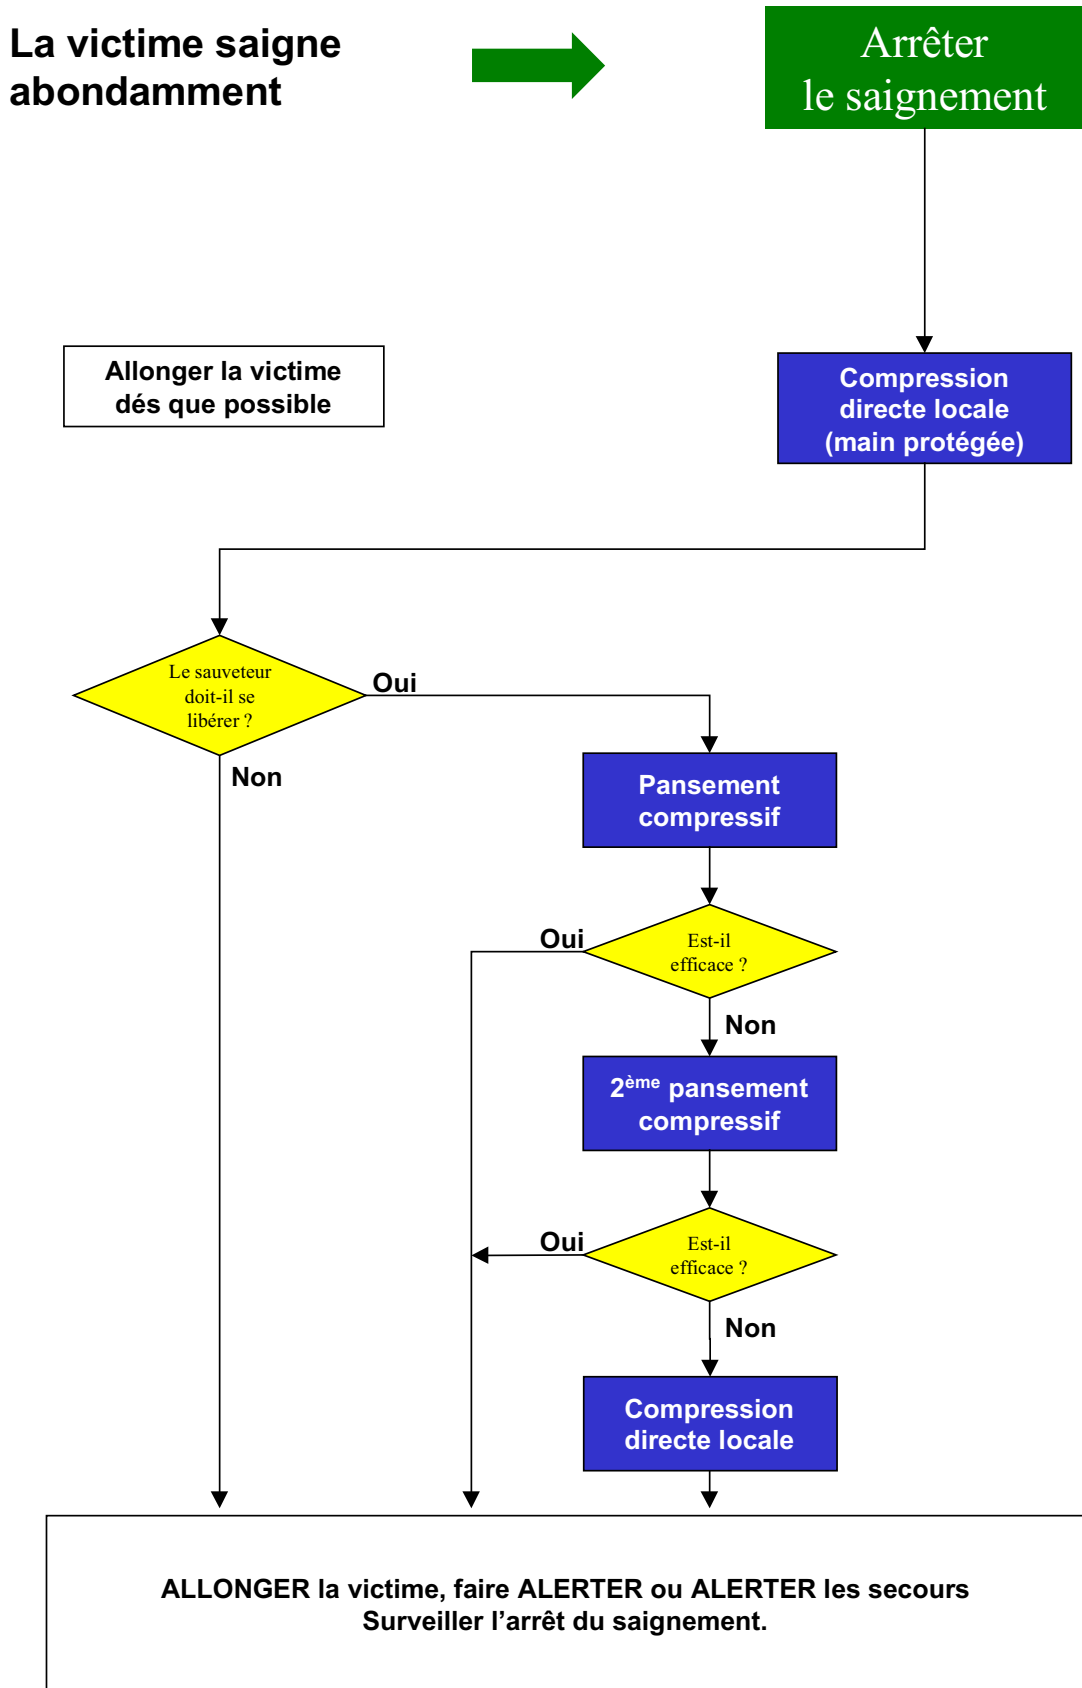 La victime saigne
abondamment
Arrêter
le saignement
Allonger la victime
dés que possible
Compression
directe locale
(main protégée)
Le sauveteur
doit-il se
libérer ?
Oui
Non
Pansement
compressif
Oui
Est-il
efficace ?
Non
2ème pansement
compressif
Oui
Est-il
efficace ?
Non
Compression
directe locale
ALLONGER la victime, faire ALERTER ou ALERTER les secours
Surveiller l’arrêt du saignement.